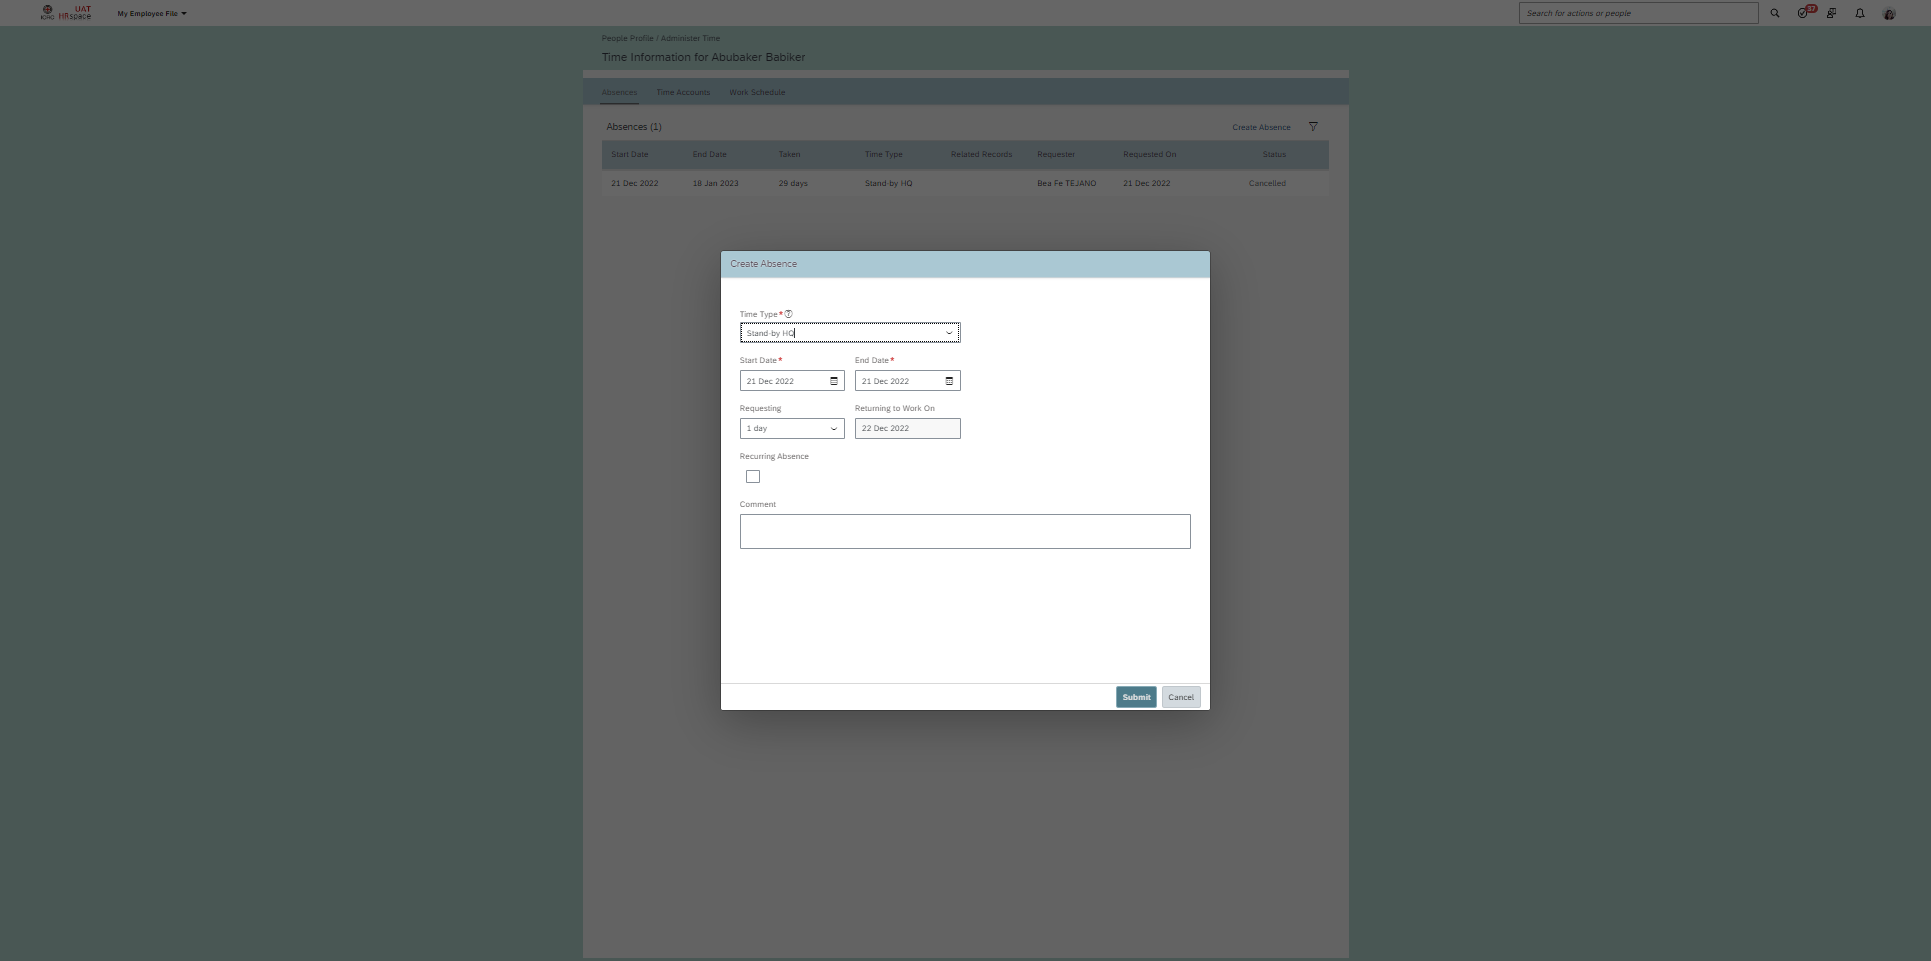 UAT
ICRC HRspace
My Employee File
Search for actions or people
37
People Profile / Administer Time
Time Information for Abubaker Babiker
Absences Time Accounts Work Schedule
Absences (1)
Create Absence
Start Date End Date Taken Time Type Related Records Requester Requested On Status
21 Dec 2022 18 Jan 2023 29 days Stand-by HQ Bea Fe TEJANO 21 Dec 2022 Cancelled
Create Absence
Time Type*
Stand-by HQ
Start Date* End Date*
21 Dec 2022 21 Dec 2022
Requesting Returning to Work On
1 day 22 Dec 2022
Recurring Absence
Comment
Submit Cancel